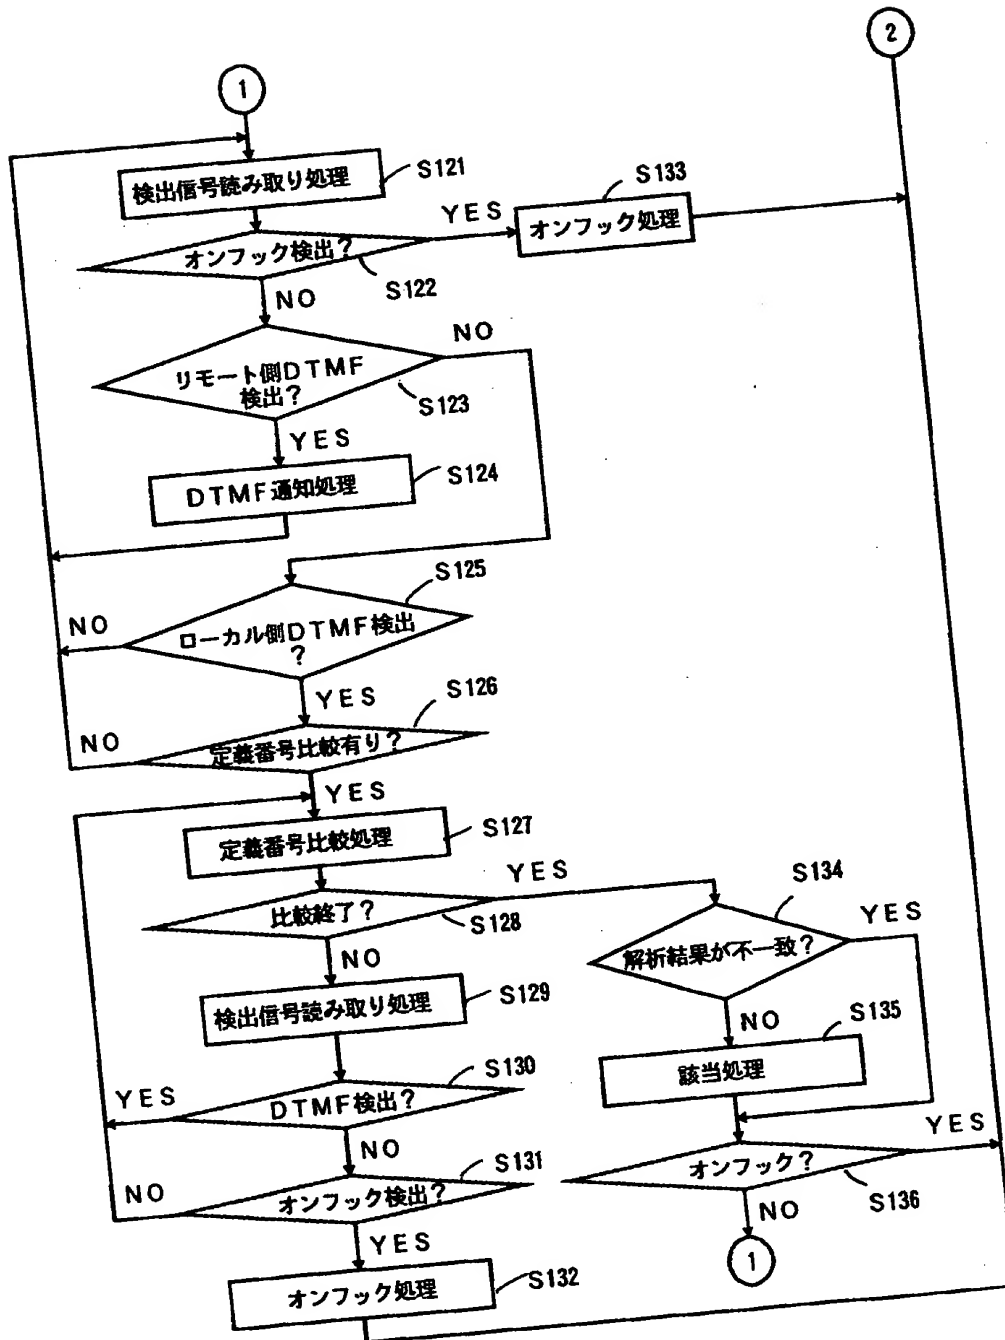 2
1
検出信号読み取り処理
S121
S133
YES
オンフック処理
オンフック検出?
S122
NO
NO
リモート側DTMF
検出?
S123
YES
DTMF通知処理
S124
S125
NO
ローカル側DTMF検出
?
YES
S126
NO
定義番号比較有り?
YES
定義番号比較処理
S127
YES
S134
比較終了?
S128
YES
解析結果が不一致?
NO
検出信号読み取り処理
S129
NO
S135
該当処理
S130
YES
DTMF検出?
YES
NO
オンフック?
S131
S136
NO
オンフック検出?
NO
YES
1
オンフック処理
S132